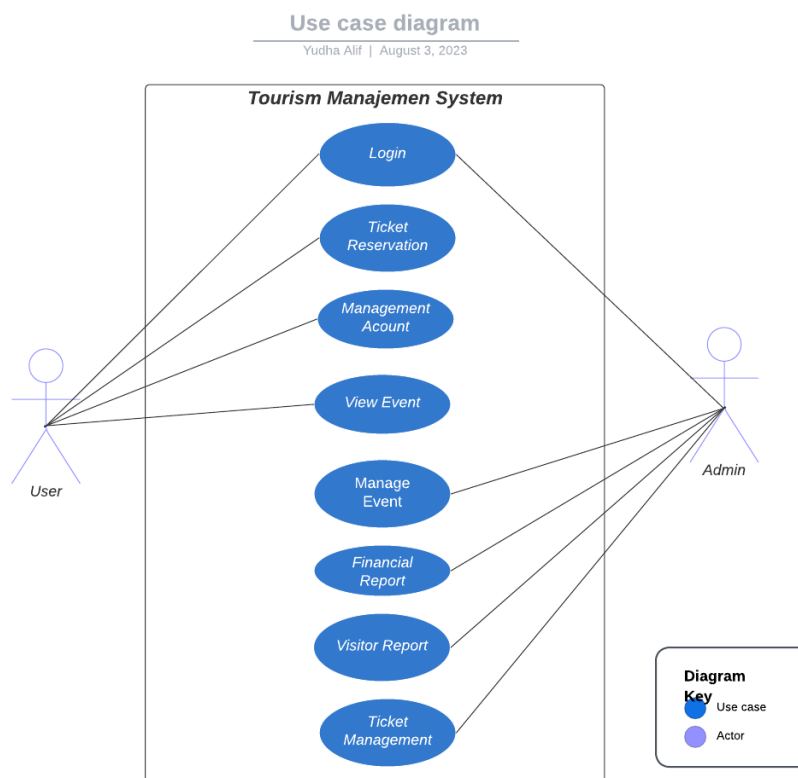 Use case diagram
Yudha Alif | August 3, 2023
Tourism Manajemen System
Login
Ticket
Reservation
Management
Acount
View Event
Manage
Event
Financial
Report
Visitor Report
Ticket
Management
User
Admin
Diagram
Key
Use case
Actor